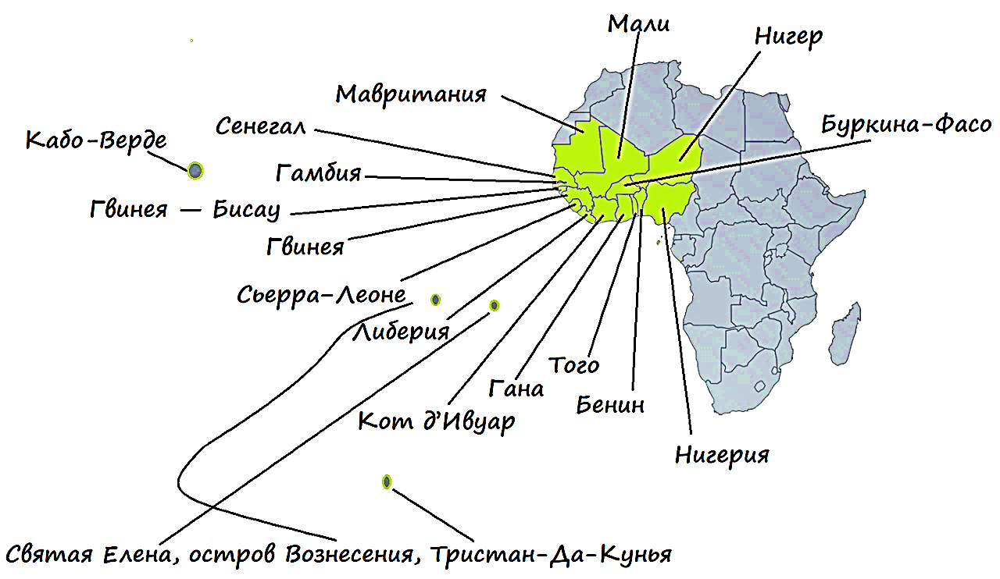 Мали
Нигер
Мавритания
Буркина-Фасо
Сенегал
Кабо-Верде
Гамбия
Гвинея — Бисау
Гвинея
Сьерра-Леоне
Либерия
Того
Гана
Бенин
Кот д'Ивуар
Нигерия
Святая Елена, остров Вознесения, Тристан-Да-Кунья